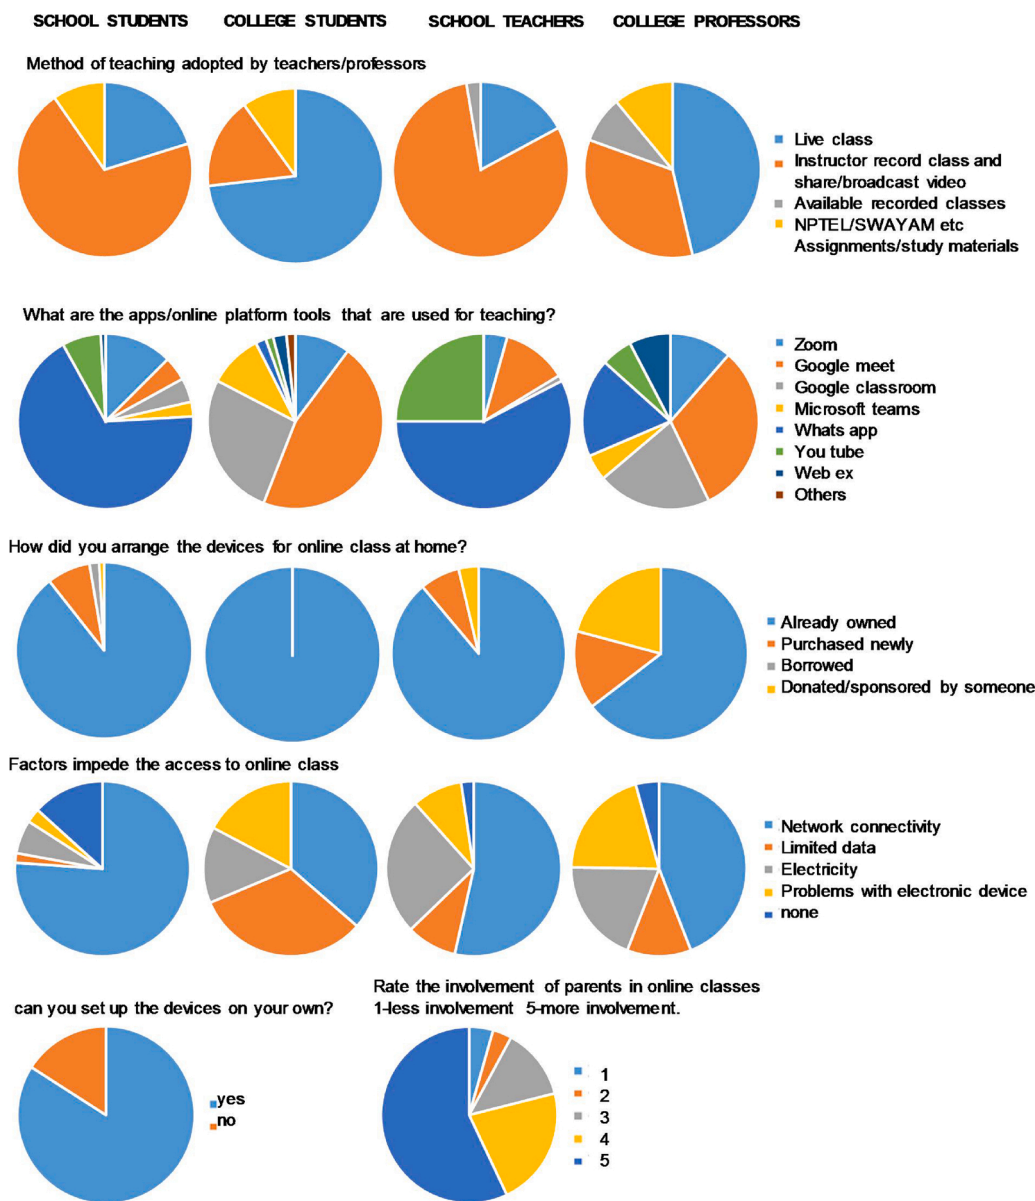 SCHOOL STUDENTS
COLLEGE STUDENTS
SCHOOL TEACHERS
COLLEGE PROFESSORS
Method of teaching adopted by teachers/professors
Live class
Instructor record class and
share/broadcast video
Available recorded classes
NPTEL/SWAYAM etc
Assignments/study materials
What are the apps/online platform tools that are used for teaching?
Zoom
Google meet
Google classroom
Microsoft teams
Whats app
You tube
Web ex
Others
How did you arrange the devices for online class at home?
Already owned
Purchased newly
Borrowed
Donated/sponsored by someone
Factors impede the access to online class
Network connectivity
Limited data
Electricity
Problems with electronic device
none
can you set up the devices on your own?
yes
no
Rate the involvement of parents in online classes
1-less involvement 5-more involvement.
1
2
3
4
5